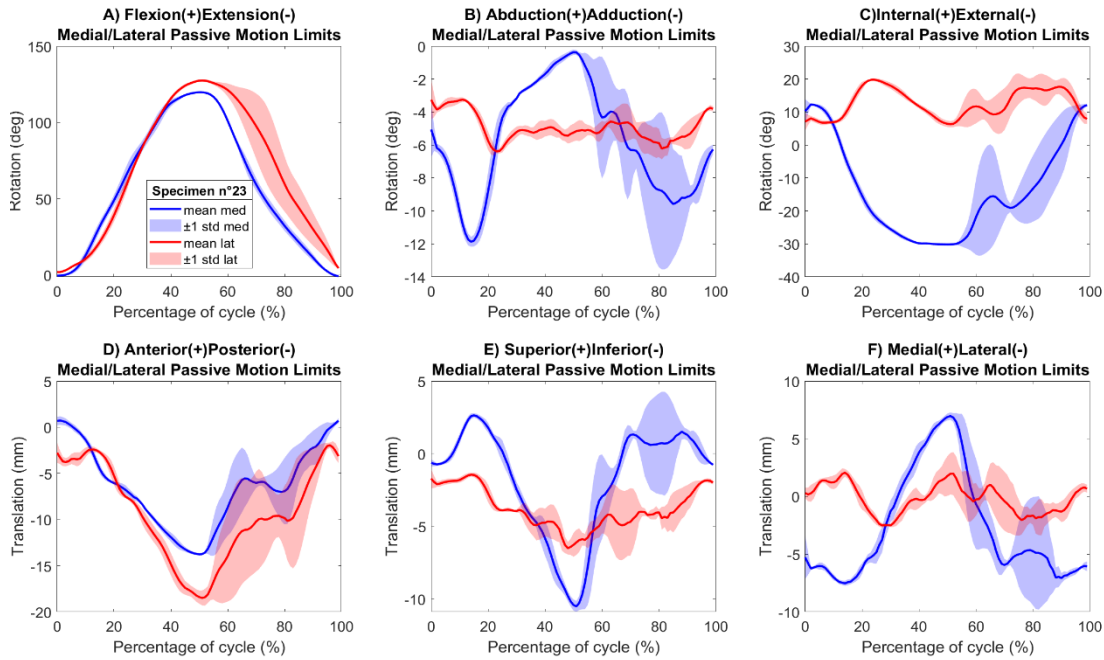 A) Flexion(+)Extension(-)
Medial/Lateral Passive Motion Limits
150
100
50
0
Rotation (deg)
Specimen n°23
mean med
±1 std med
mean lat
±1 std lat
0 20 40 60 80 100
Percentage of cycle (%)
B) Abduction(+)Adduction(-)
Medial/Lateral Passive Motion Limits
0
-2
-4
-6
-8
-10
-12
-14
Rotation (deg)
0 20 40 60 80 100
Percentage of cycle (%)
C)Internal(+)External(-)
Medial/Lateral Passive Motion Limits
30
20
10
0
-10
-20
-30
-40
Rotation (deg)
0 20 40 60 80 100
Percentage of cycle (%)
D) Anterior(+)Posterior(-)
Medial/Lateral Passive Motion Limits
5
0
-5
-10
-15
-20
Translation (mm)
0 20 40 60 80 100
Percentage of cycle (%)
E) Superior(+)Inferior(-)
Medial/Lateral Passive Motion Limits
5
0
-5
-10
Translation (mm)
0 20 40 60 80 100
Percentage of cycle (%)
F) Medial(+)Lateral(-)
Medial/Lateral Passive Motion Limits
10
5
0
-5
-10
Translation (mm)
0 20 40 60 80 100
Percentage of cycle (%)